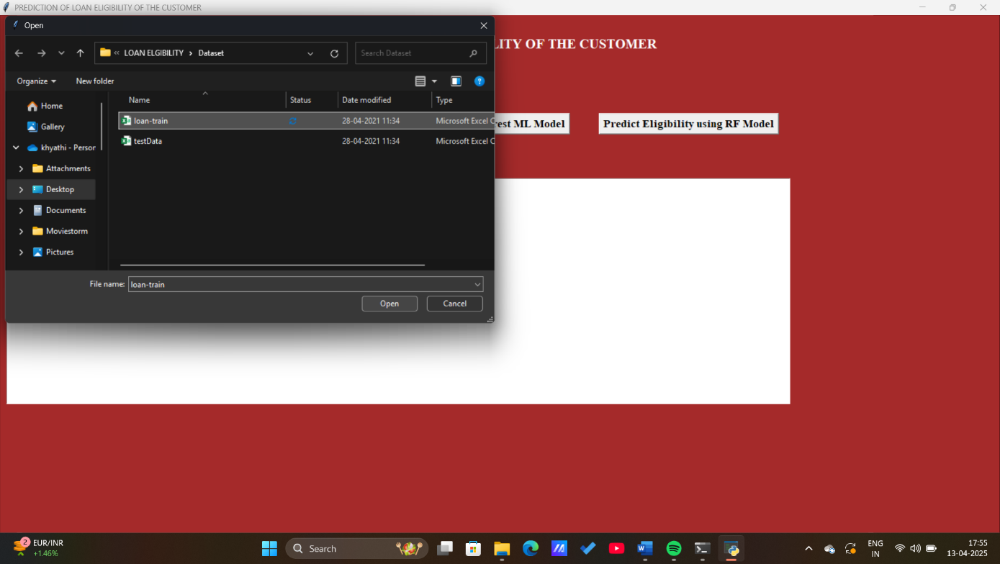 PREDICTION OF LOAN ELIGIBILITY OF THE CUSTOMER
Open
LITY OF THE CUSTOMER
« LOAN ELGIBILITY > Dataset
Search Dataset
Organize
New folder
Name Status Date modified Type
Home
loan-train 28-04-2021 11:34 Microsoft Excel C
rest ML Model
Predict Eligibility using RF Model
Gallery
testData 28-04-2021 11:34 Microsoft Excel C
khyathi - Persor
Attachments
Desktop
Documents
Moviestorm
Pictures
File name: loan-train
Open
Cancel
2
EUR/INR
+1.46%
Search
ENG
IN
17:55
13-04-2025